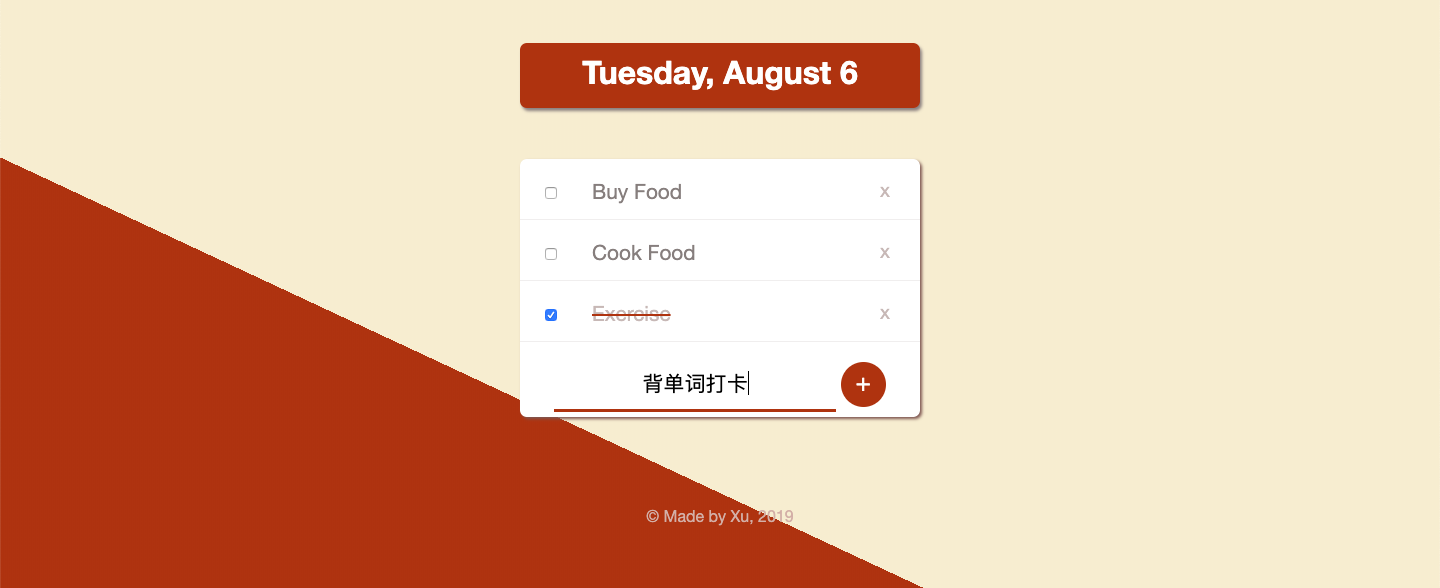 Tuesday, August 6
Buy Food x
Cook Food x
Exercise x
背单词打卡 +
© Made by Xu, 2019